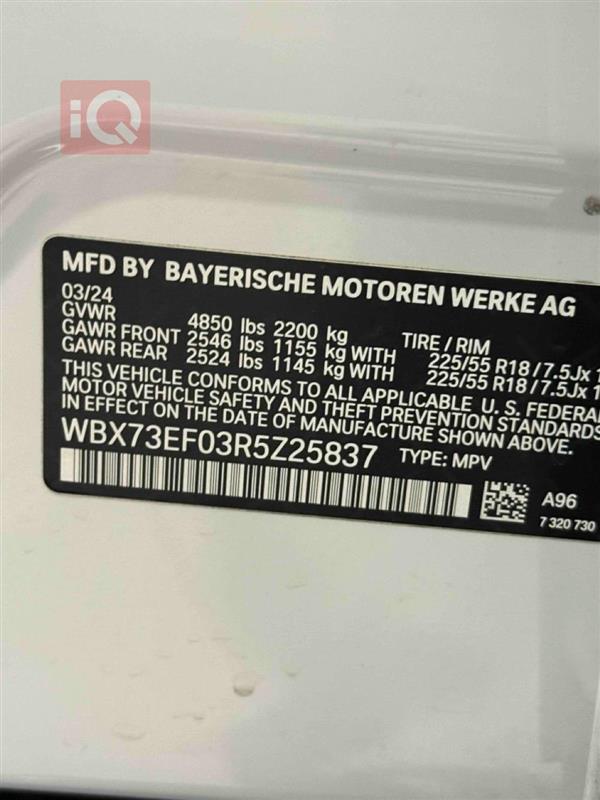 iQ
MFD BY BAYERISCHE MOTOREN WERKE AG
03/24
GVWR 4850 lbs 2200 kg TIRE / RIM
GAWR FRONT 2546 lbs 1155 kg WITH 225/55 R18 / 7.5Jx 1
GAWR REAR 2524 lbs 1145 kg WITH 225/55 R18 / 7.5Jx 1
THIS VEHICLE CONFORMS TO ALL APPLICABLE U. S. FEDERA
MOTOR VEHICLE SAFETY AND THEFT PREVENTION STANDARDS
IN EFFECT ON THE DATE OF MANUFACTURE SHOWN ABOVE.
WBX73EF03R5Z25837 TYPE: MPV
A96
7 320 730